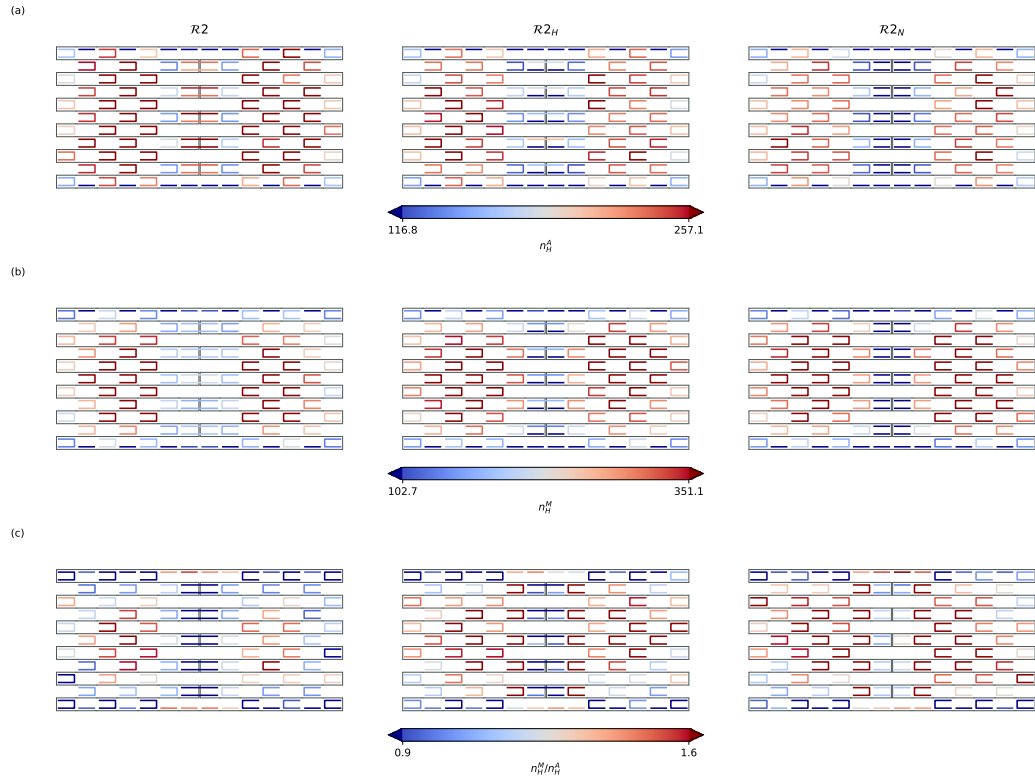 (a)
ℛ2
ℛ2_H
ℛ2_N
116.8
257.1
n_H^A
(b)
102.7
351.1
n_H^M
(c)
0.9
1.6
n_H^M/n_H^A